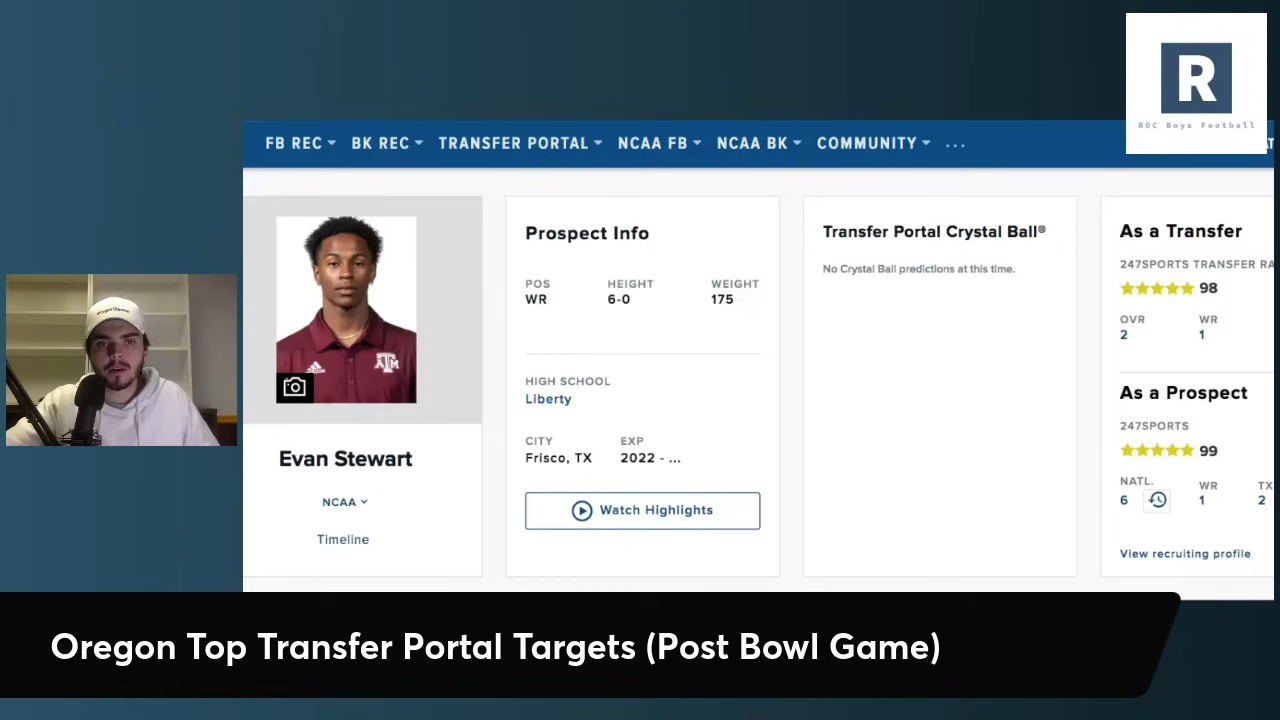 R
ROC Boyz Football
FB REC BK REC TRANSFER PORTAL NCAA FB NCAA BK COMMUNITY ...
Prospect Info
POS HEIGHT WEIGHT
WR 6-0 175
HIGH SCHOOL
Liberty
CITY EXP
Frisco, TX 2022 - ...
Watch Highlights
ATM
Evan Stewart
NCAA
Timeline
Transfer Portal Crystal Ball®
No Crystal Ball predictions at this time.
As a Transfer
247SPORTS TRANSFER RA
98
OVR WR
2 1
As a Prospect
247SPORTS
99
NATL. WR TX
6 1 2
View recruiting profile
Oregon Top Transfer Portal Targets (Post Bowl Game)